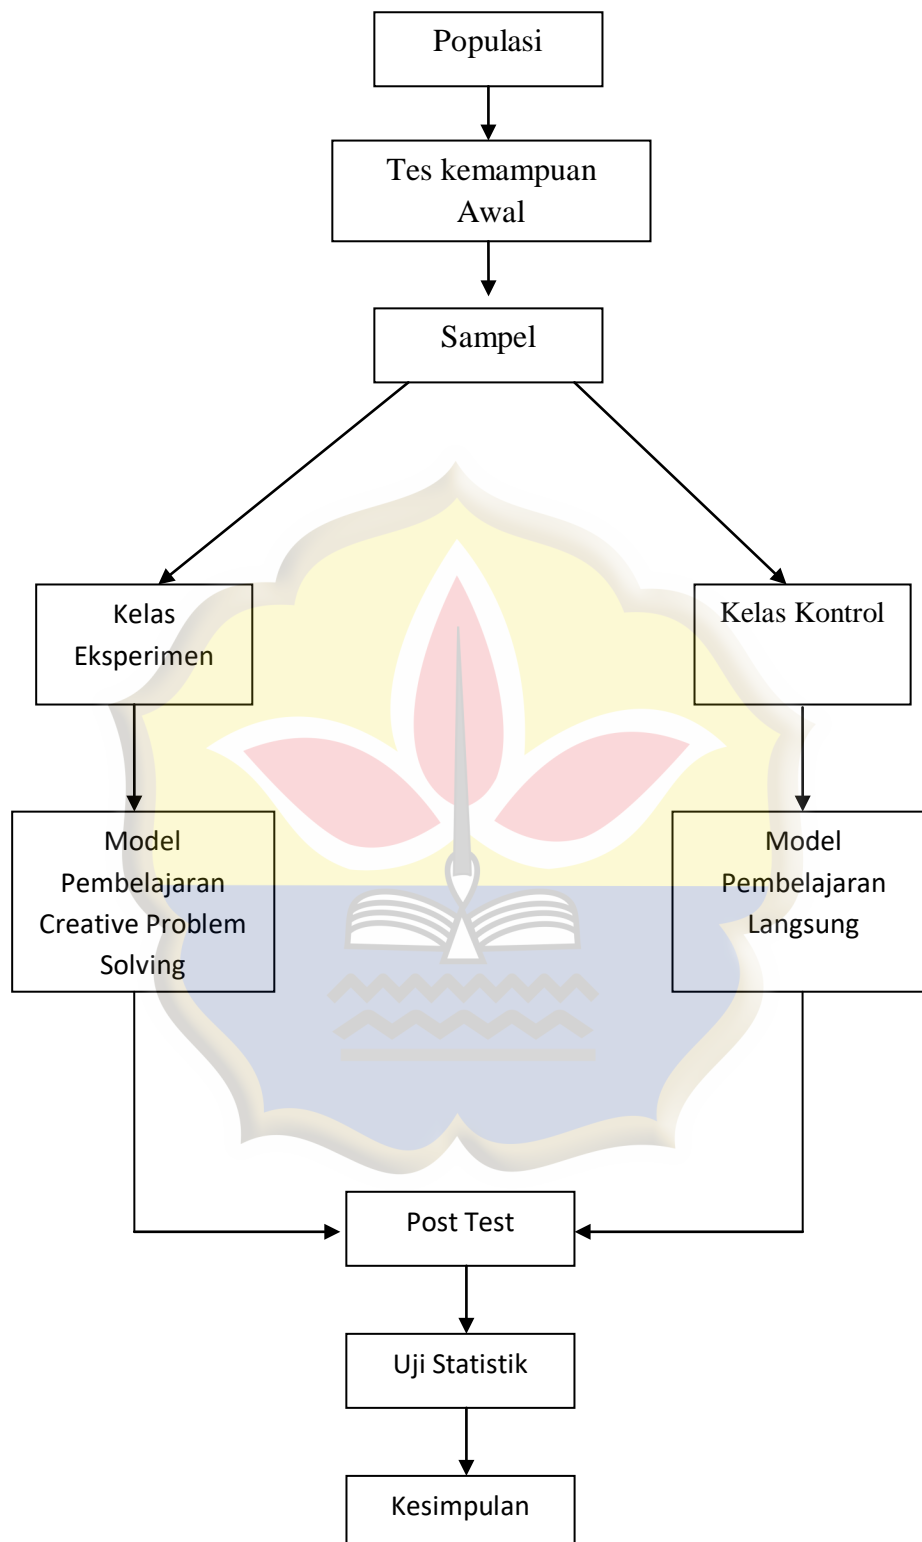 Populasi
Tes kemampuan
Awal
Sampel
Kelas
Eksperimen
Kelas Kontrol
Model
Pembelajaran
Creative Problem
Solving
Model
Pembelajaran
Langsung
Post Test
Uji Statistik
Kesimpulan